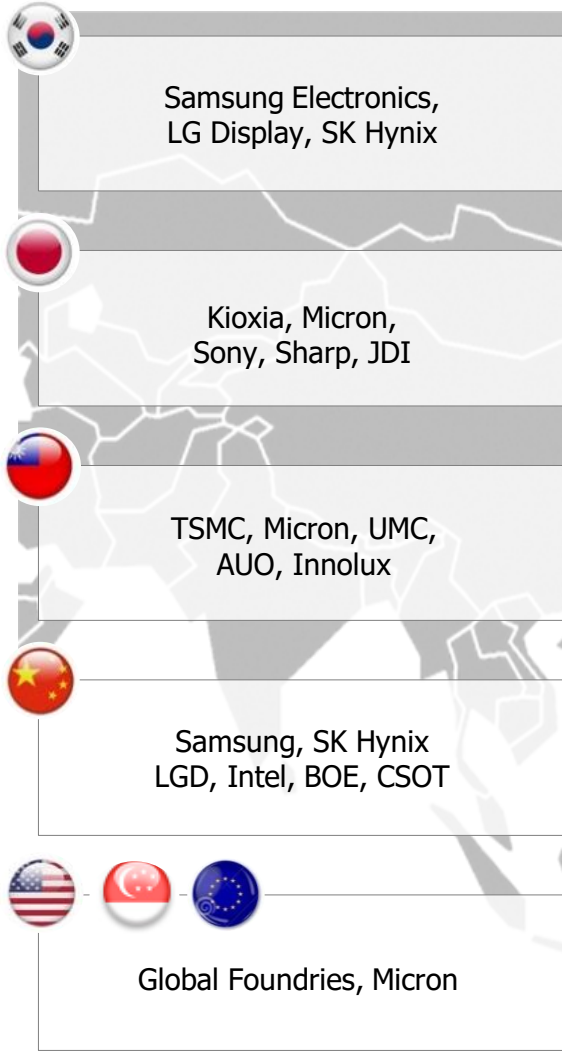 Samsung Electronics,
LG Display, SK Hynix
Kioxia, Micron,
Sony, Sharp, JDI
TSMC, Micron, UMC,
AUO, Innolux
Samsung, SK Hynix
LGD, Intel, BOE, CSOT
Global Foundries, Micron